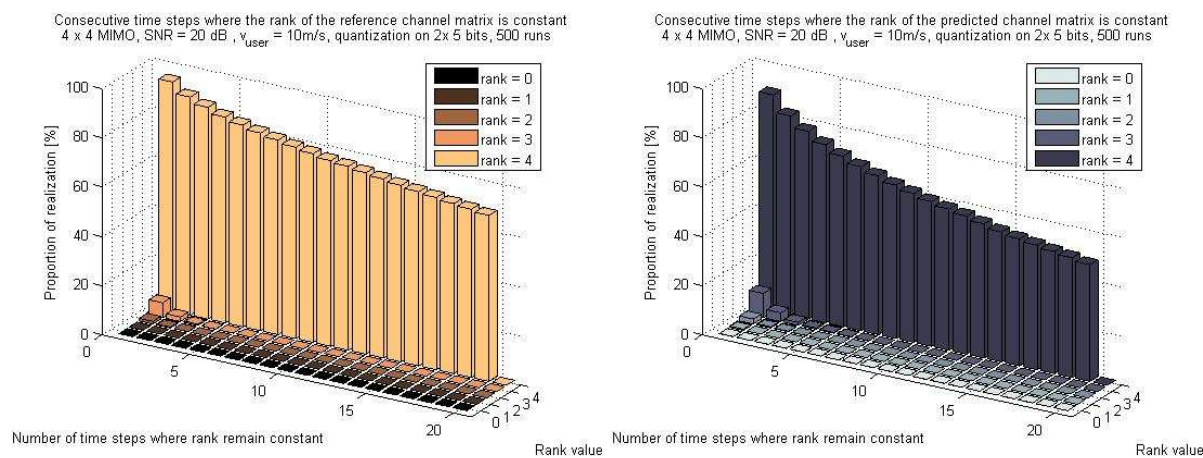 Consecutive time steps where the rank of the reference channel matrix is constant
4 x 4 MIMO, SNR = 20 dB , v_user = 10m/s, quantization on 2x 5 bits, 500 runs
rank = 0
rank = 1
rank = 2
rank = 3
rank = 4
Proportion of realization [%]
100
80
60
40
20
0
0
5
10
15
20
0
1
2
3
4
Number of time steps where rank remain constant
Rank value
Consecutive time steps where the rank of the predicted channel matrix is constant
4 x 4 MIMO, SNR = 20 dB , v_user = 10m/s, quantization on 2x 5 bits, 500 runs
rank = 0
rank = 1
rank = 2
rank = 3
rank = 4
Proportion of realization [%]
100
80
60
40
20
0
0
5
10
15
20
0
1
2
3
4
Number of time steps where rank remain constant
Rank value